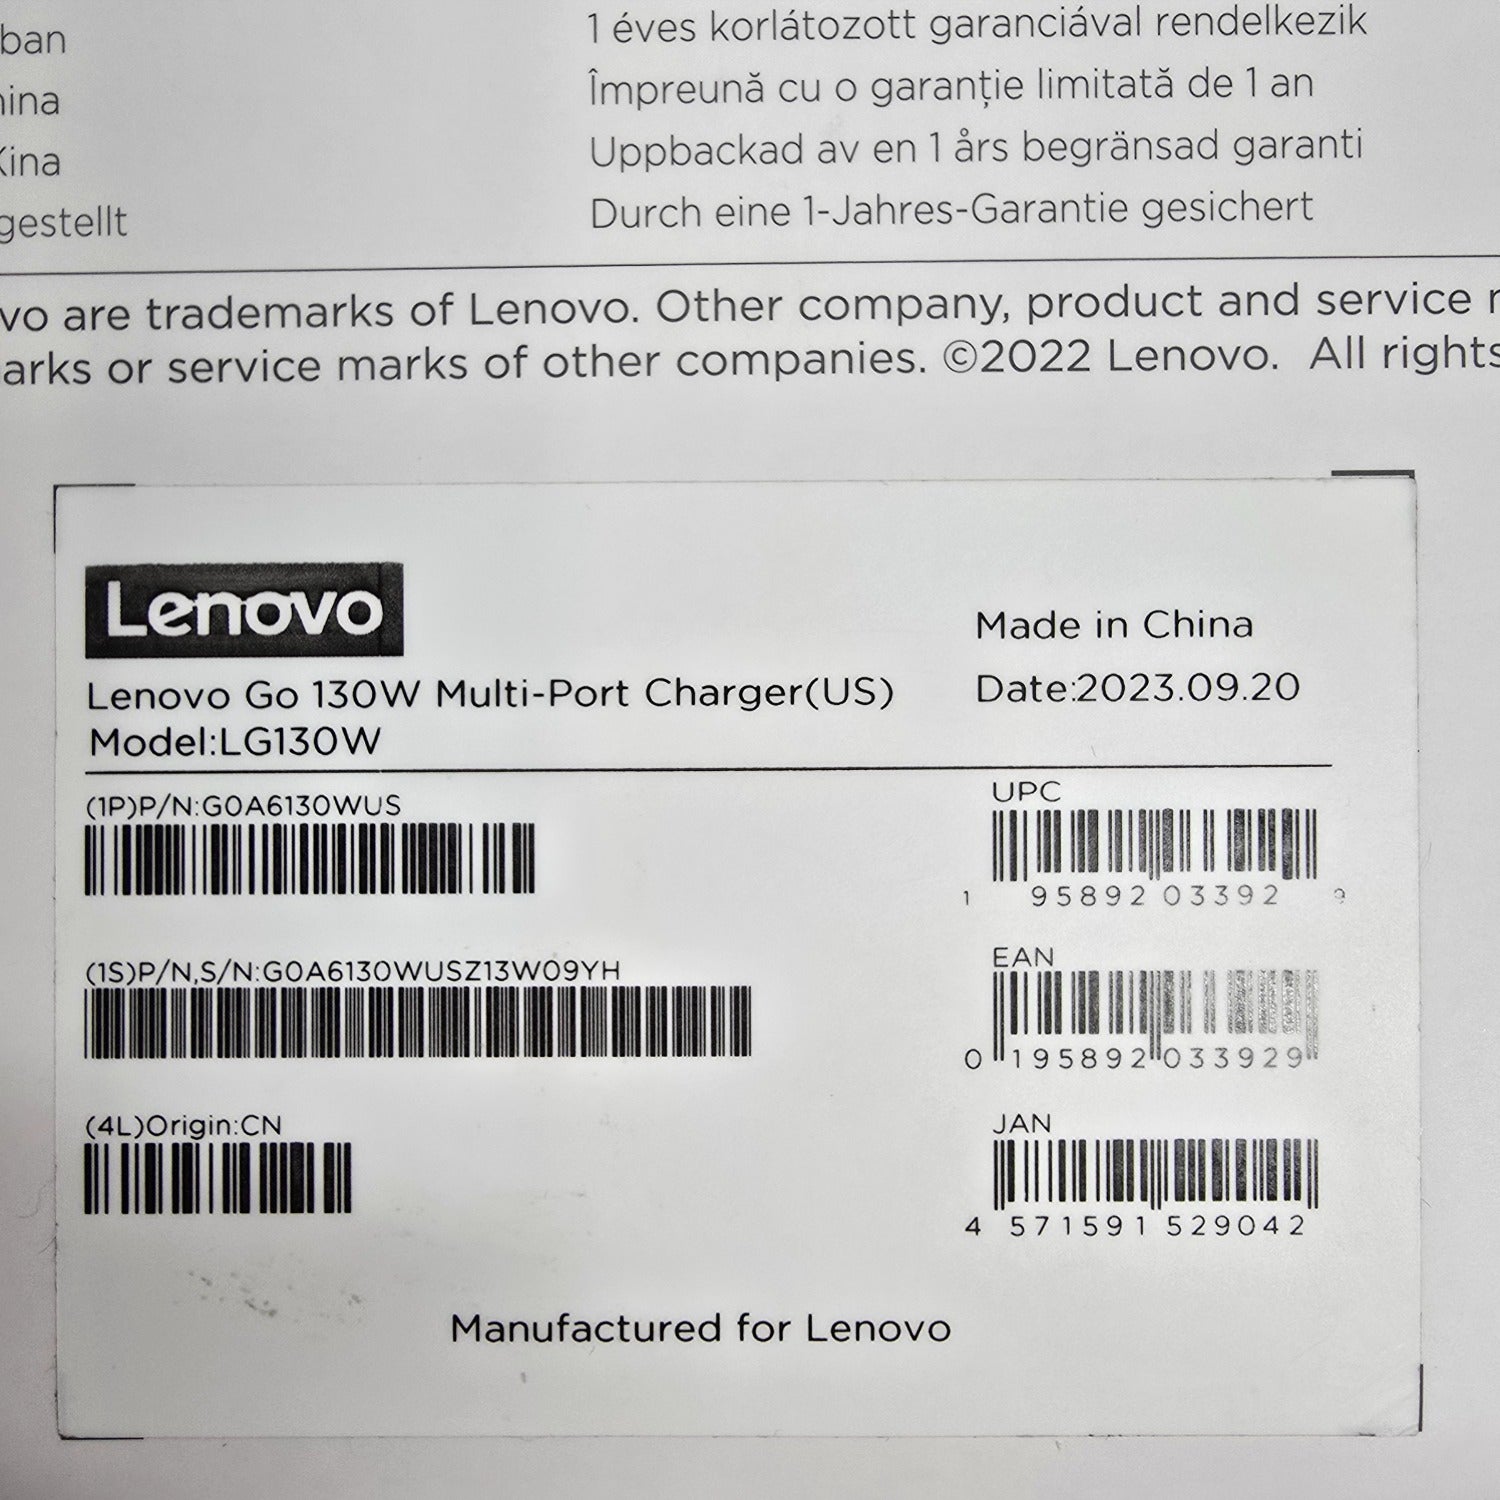 ban
ina
ina
gestellt
1 éves korlátozott garanciával rendelkezik
Împreună cu o garanție limitată de 1 an
Uppbackad av en 1 års begränsad garanti
Durch eine 1-Jahres-Garantie gesichert
vo are trademarks of Lenovo. Other company, product and service
arks or service marks of other companies. ©2022 Lenovo. All rights
Lenovo
Lenovo Go 130W Multi-Port Charger(US)
Model:LG130W
Made in China
Date:2023.09.20
(1P)P/N:G0A6130WUS
(1S)P/N,S/N:G0A6130WUSZ13W09YH
(4L)Origin:CN
UPC
1 95892 03392 9
EAN
0 195892 033929
JAN
4 571591 529042
Manufactured for Lenovo